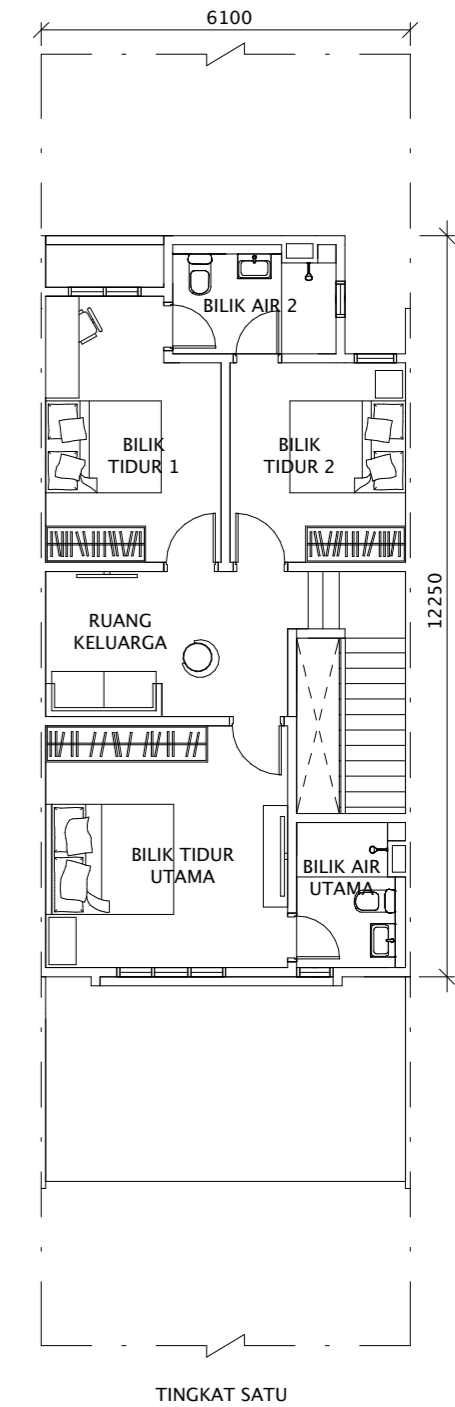 6100
BILIK AIR 2
BILIK
TIDUR 1
BILIK
TIDUR 2
12250
RUANG
KELUARGA
BILIK TIDUR
UTAMA
BILIK AIR
UTAMA
TINGKAT SATU